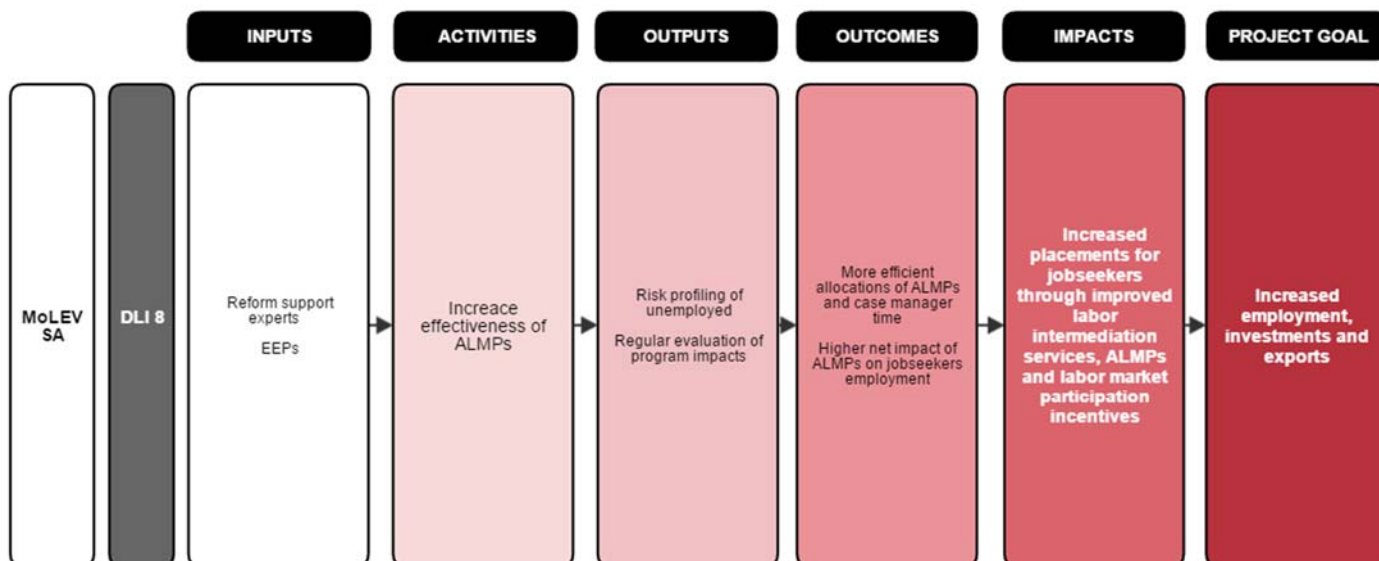 INPUTS
ACTIVITIES
OUTPUTS
OUTCOMES
IMPACTS
PROJECT GOAL
MoLEV
SA
DLI 8
Reform support
experts
EEPs
Increace
effectiveness of
ALMPs
Risk profiling of
unemployed
Regular evaluation of
program impacts
More efficient
allocations of ALMPs
and case manager
time
Higher net impact of
ALMPs on jobseekers
employment
Increased
placements for
jobseekers
through improved
labor
intermediation
services, ALMPs
and labor market
participation
incentives
Increased
employment,
investments and
exports